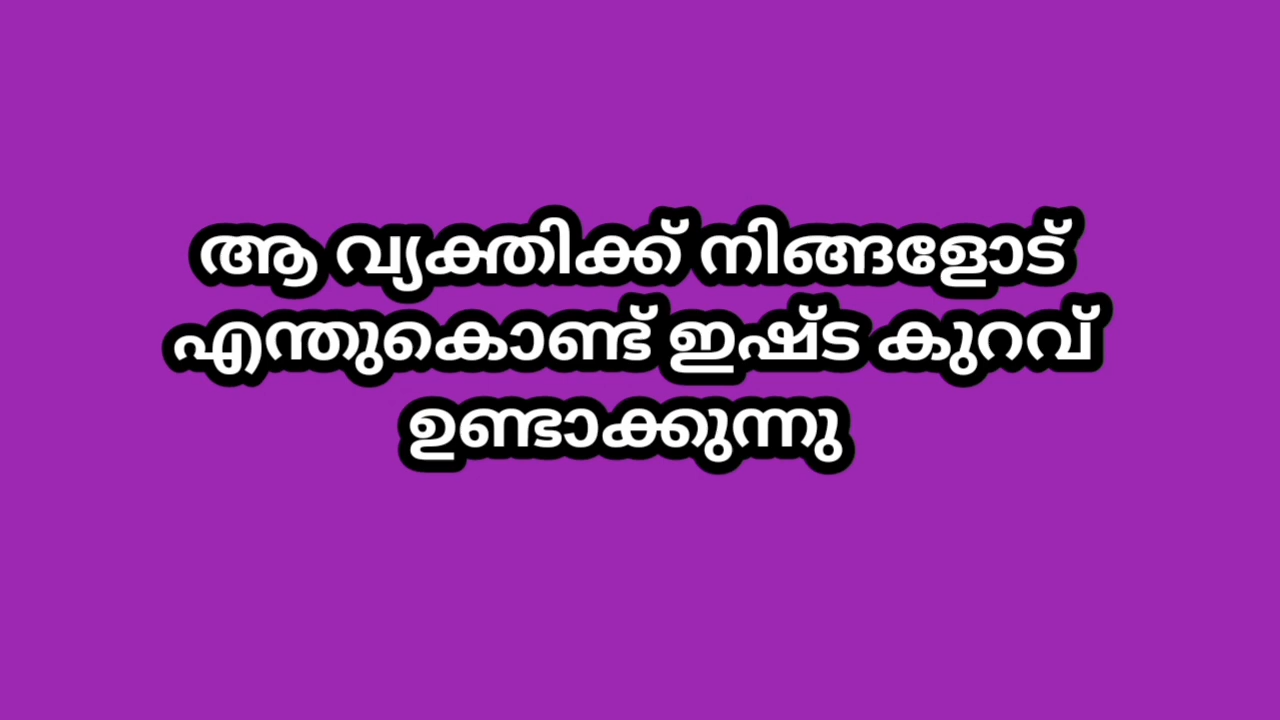 ആ വ്യക്തിക്ക് നിങ്ങളോട്
എന്തുകൊണ്ട് ഇഷ്ട കുറവ്
ഉണ്ടാക്കുന്നു